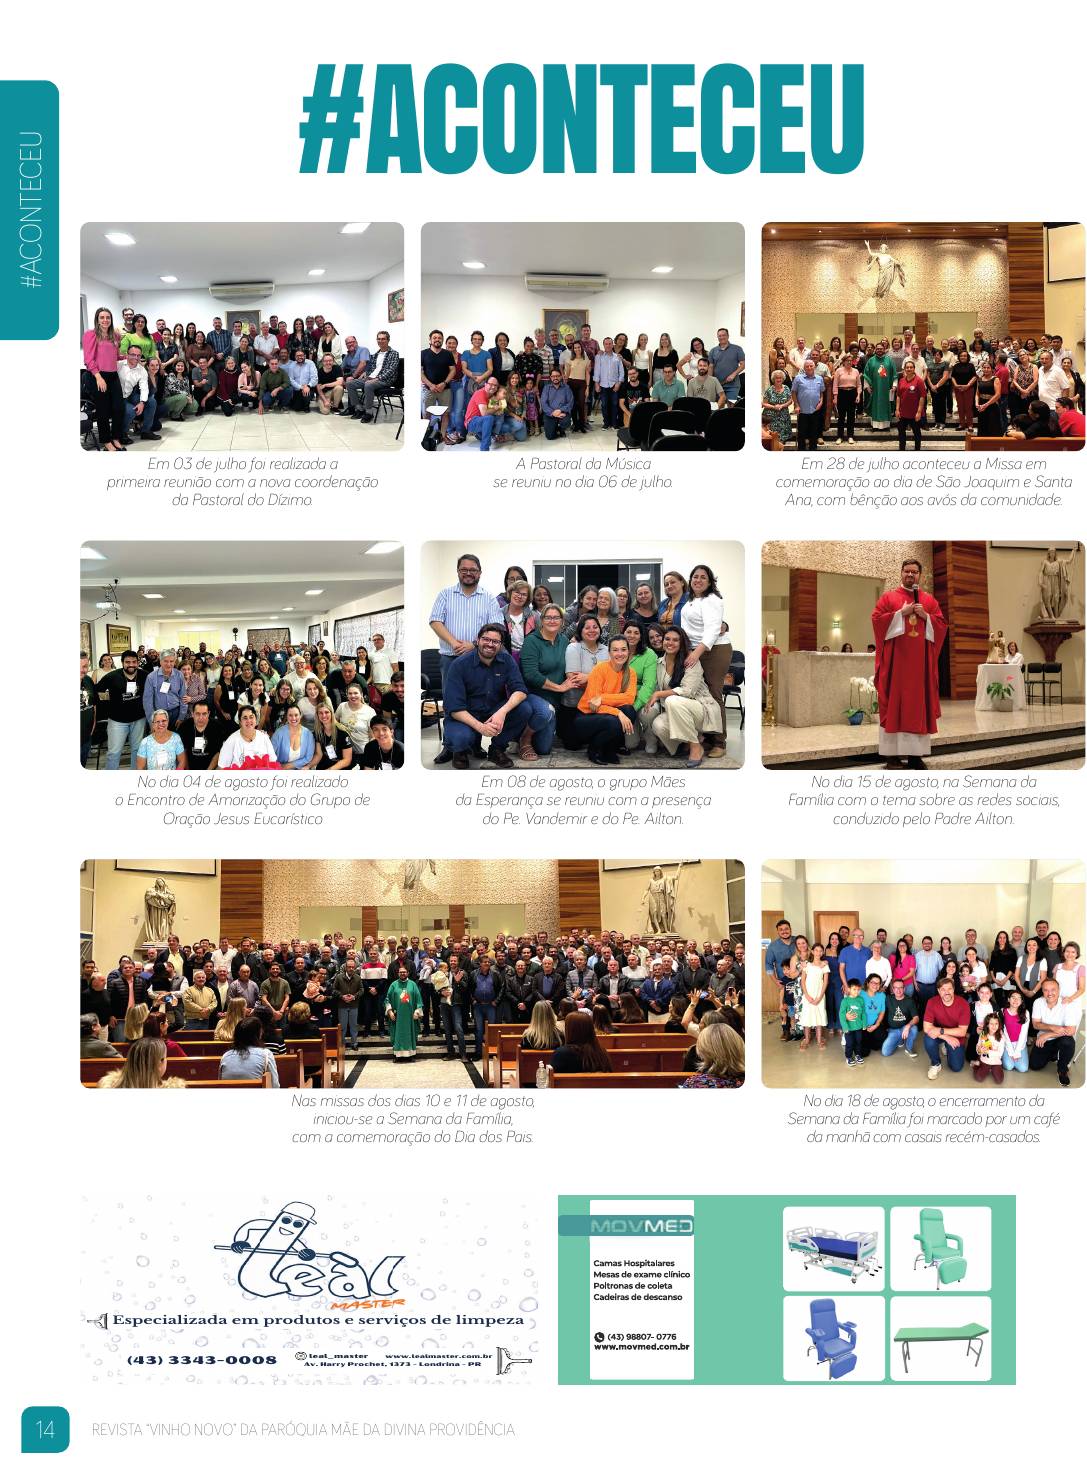 #ACONTECEU
#ACONTECEU
Em 03 de julho foi realizada a
primeira reunião com a nova coordenação
da Pastoral do Dízimo.
A Pastoral da Música
se reuniu no dia 06 de julho.
Em 28 de julho aconteceu a Missa em
comemoração ao dia de São Joaquim e Santa
Ana, com bênção aos avós da comunidade.
No dia 04 de agosto foi realizado
o Encontro de Amorização do Grupo de
Oração Jesus Eucarístico
Em 08 de agosto, o grupo Mães
da Esperança se reuniu com a presença
do Pe. Vandemir e do Pe. Ailton.
No dia 15 de agosto, na Semana da
Família com o tema sobre as redes sociais,
conduzido pelo Padre Ailton.
Nas missas dos dias 10 e 11 de agosto,
iniciou-se a Semana da Família,
com a comemoração do Dia dos Pais.
No dia 18 de agosto, o encerramento da
Semana da Família foi marcado por um café
da manhã com casais recém-casados.
Leàl
MASTER
Especializada em produtos e serviços de limpeza
(43) 3343-0008
leal_master www.lealmaster.com.br
Av. Harry Prochet, 1373 - Londrina - PR
MOVMED
Camas Hospitalares
Mesas de exame clínico
Poltronas de coleta
Cadeiras de descanso
(43) 98807- 0776
www.movmed.com.br
14
REVISTA "VINHO NOVO" DA PARÓQUIA MÃE DA DIVINA PROVIDÊNCIA